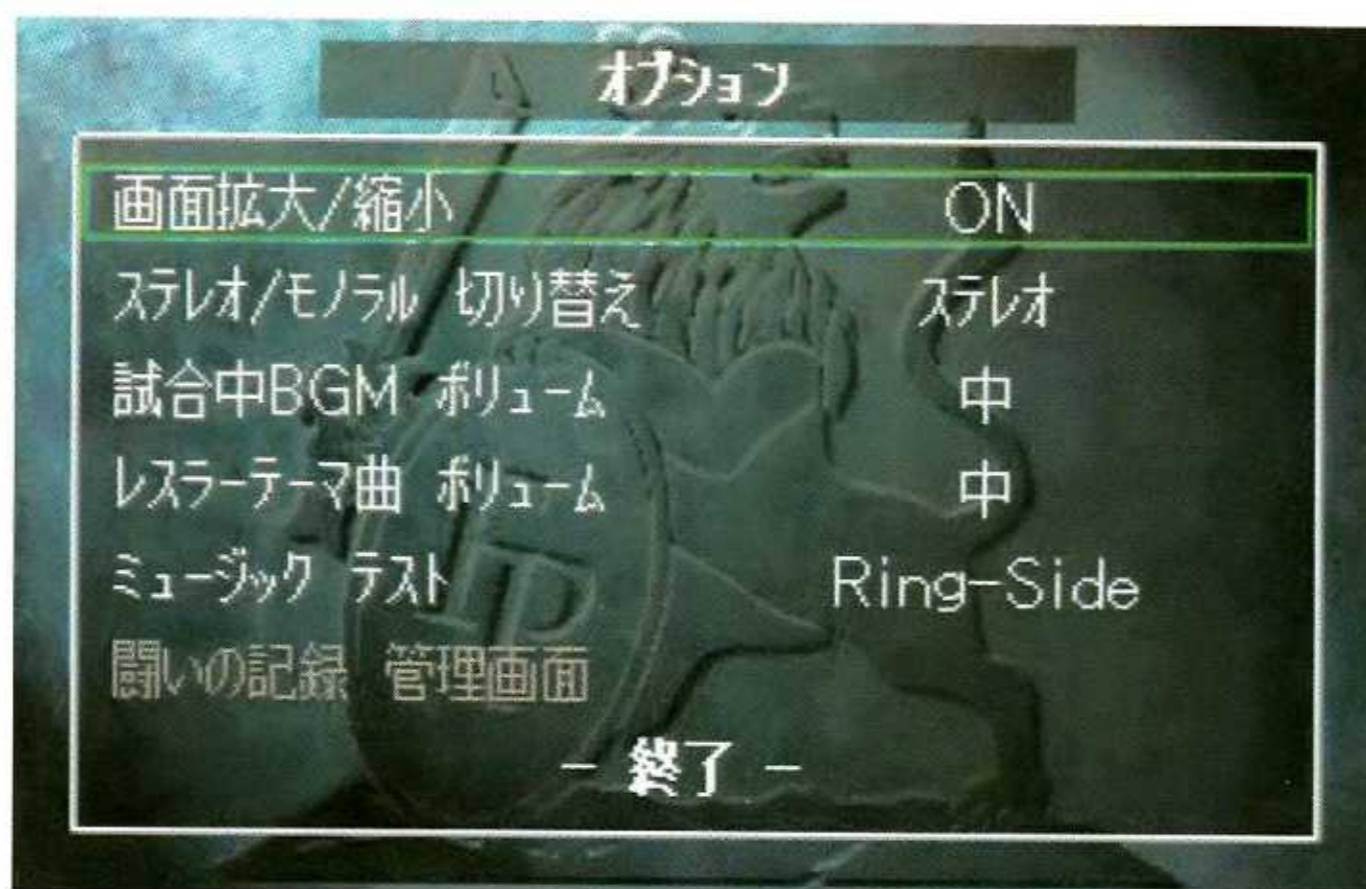 オプション
画面拡大/縮小 ON
ステレオ/モノラル 切り替え ステレオ
試合中BGM ボリューム 中
レスラーテーマ曲 ボリューム 中
ミュージック テスト Ring-Side
闘いの記録 管理画面
- 終了 -